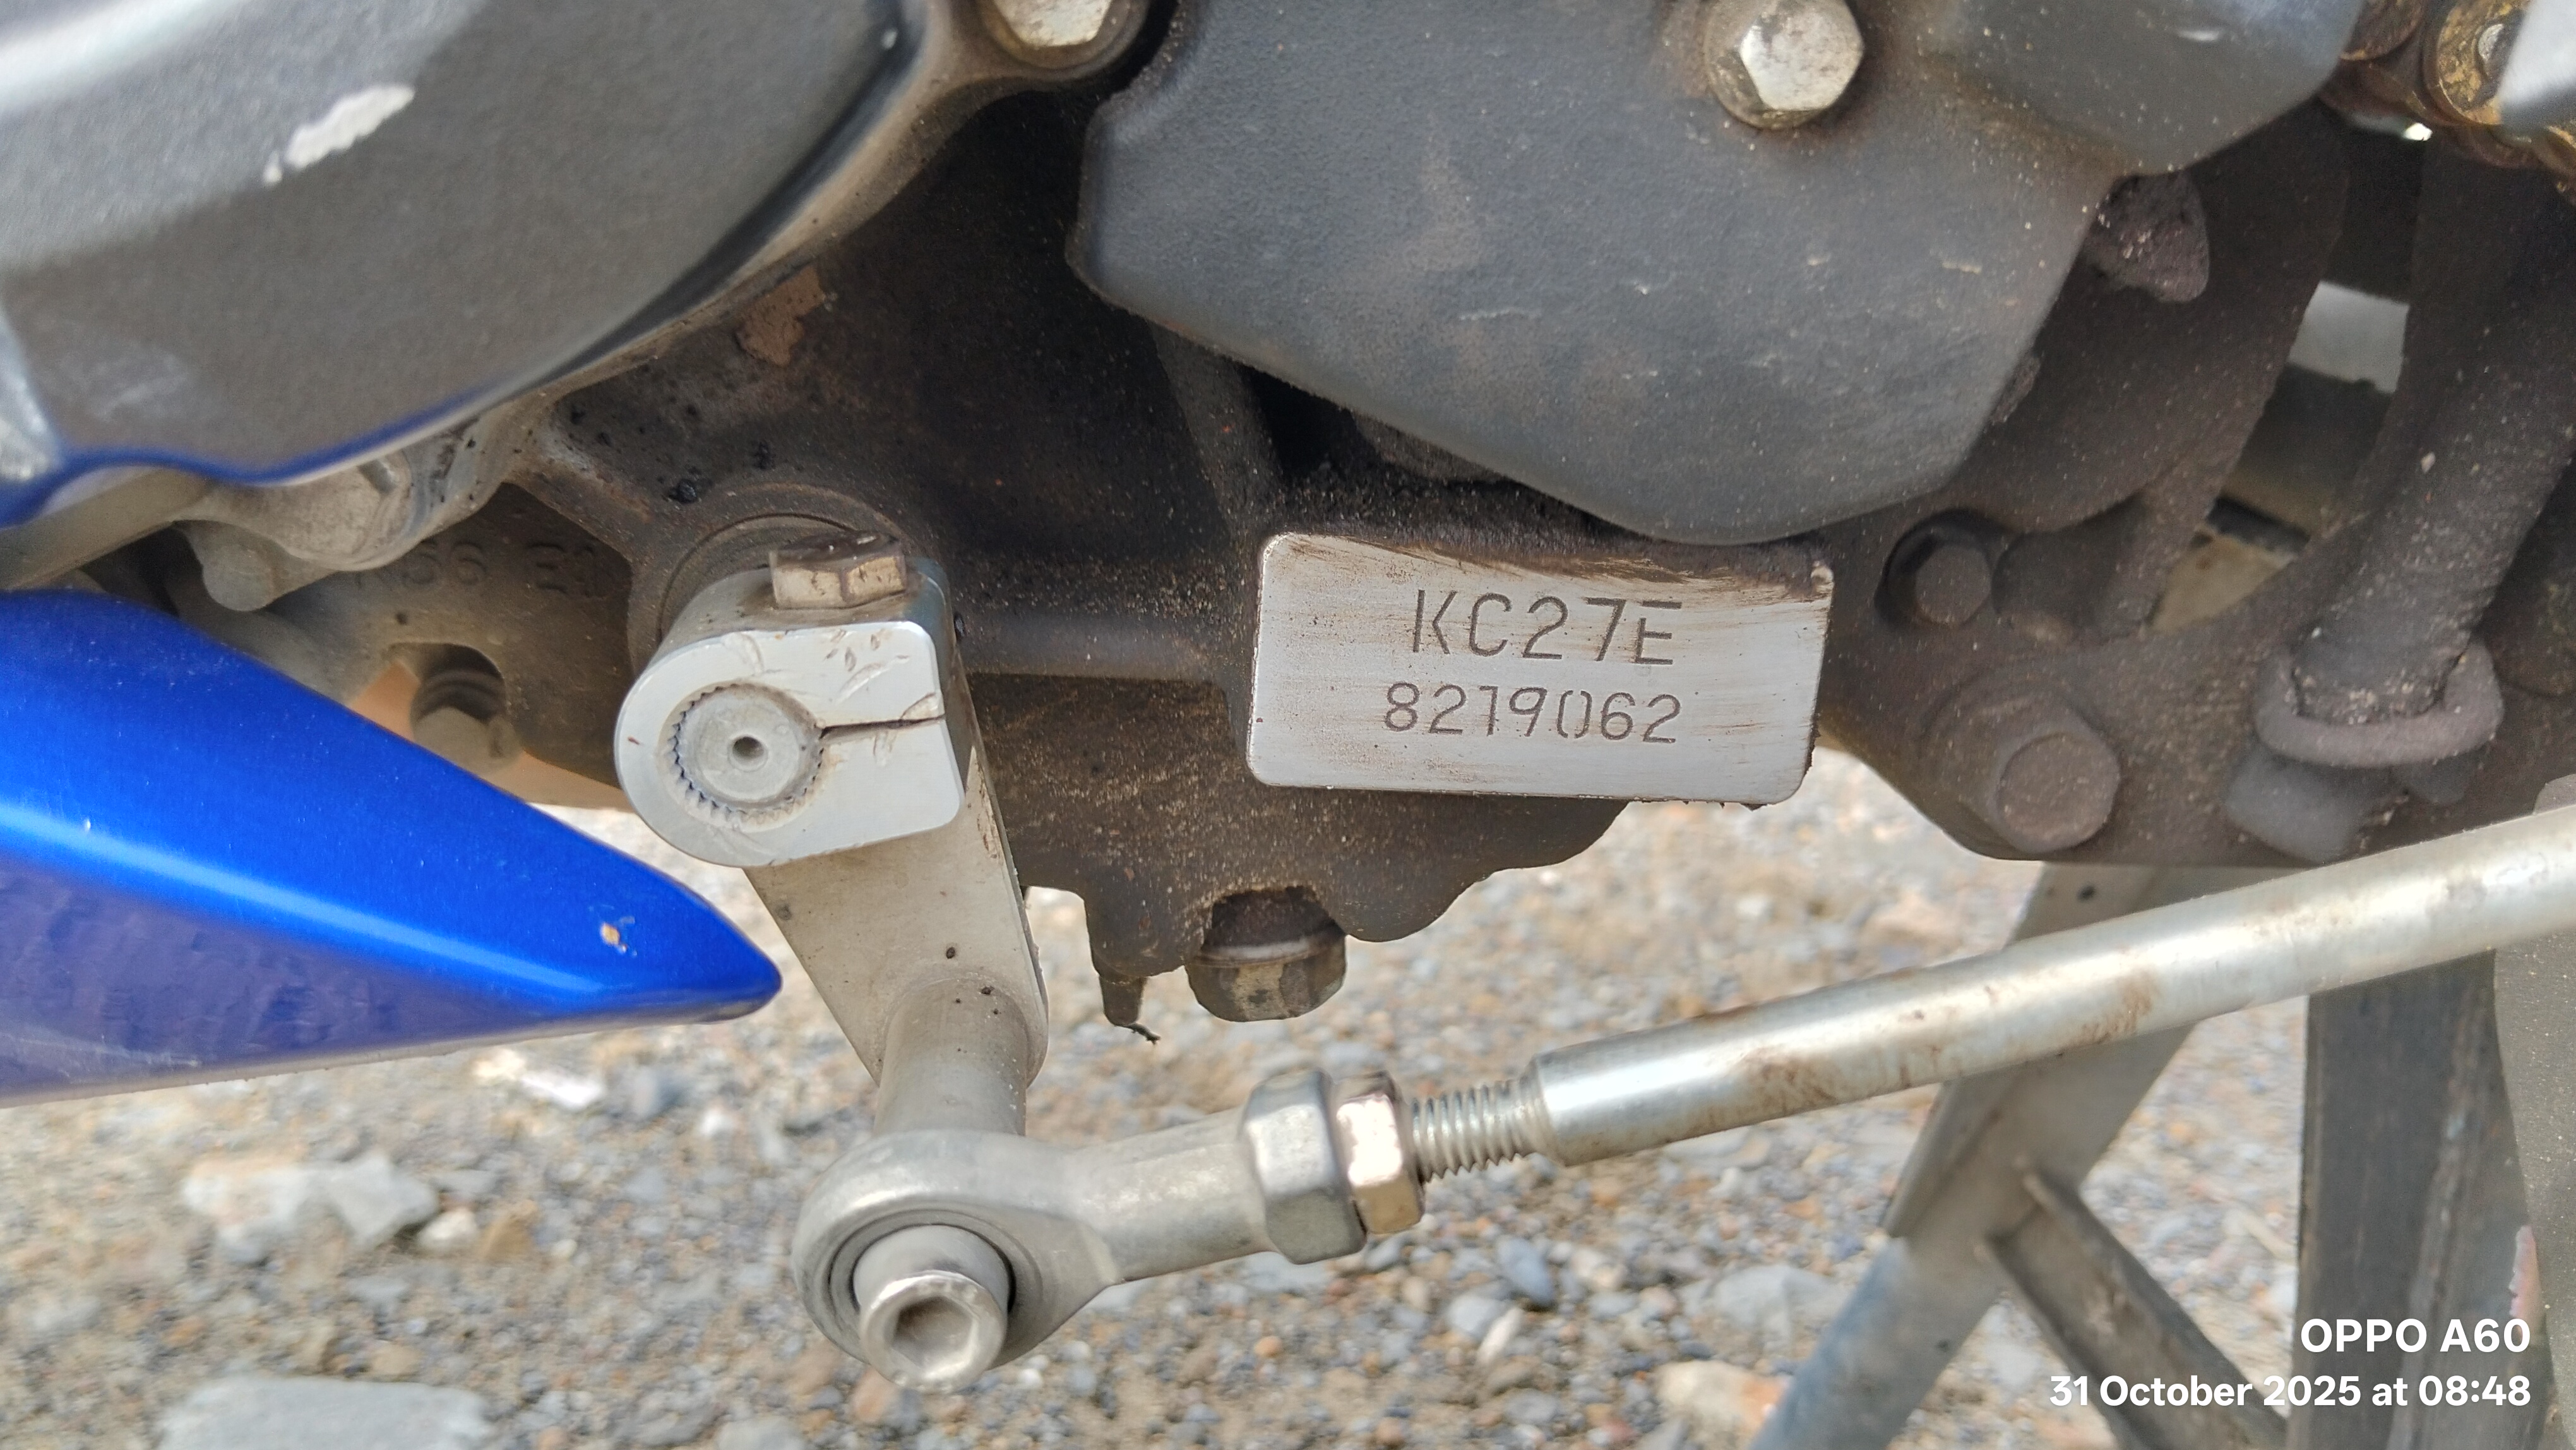 KC27E
8219062
OPPO A60
31 October 2025 at 08:48